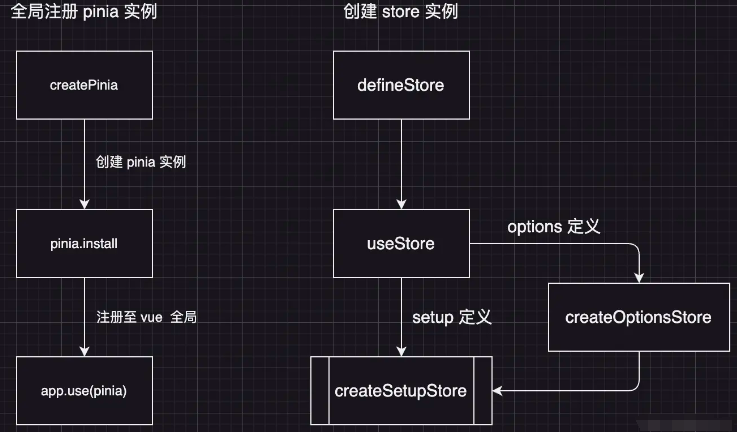 全局注册 pinia 实例
创建 store 实例
createPinia
defineStore
创建 pinia 实例
pinia.install
useStore
options 定义
注册至 vue 全局
setup 定义
createOptionsStore
app.use(pinia)
createSetupStore